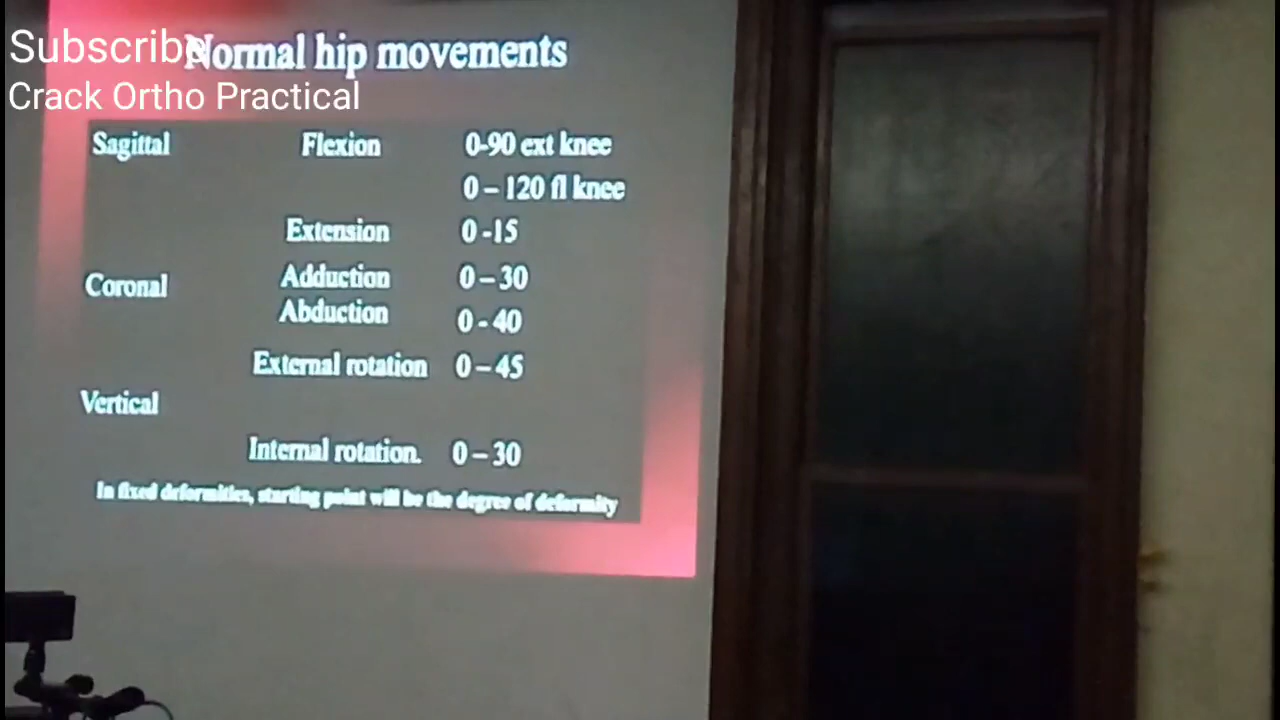 Subscribe
Normal hip movements
Crack Ortho Practical
Sagittal Flexion 0-90 ext knee
0 – 120 fl knee
Extension 0 -15
Coronal Adduction 0 – 30
Abduction 0 - 40
External rotation 0 – 45
Vertical
Internal rotation. 0 – 30
In fixed deformities, starting point will be the degree of deformity